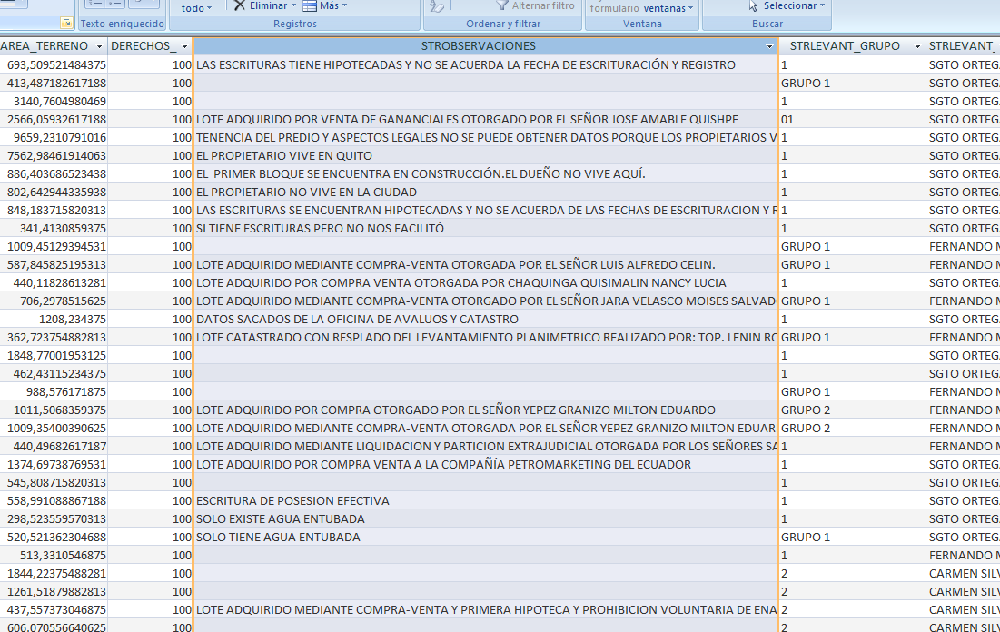 todo Eliminar Más Alternar filtro formulario ventanas Seleccionar
Texto enriquecido Registros Ordenar y filtrar Ventana Buscar
AREA_TERRENO DERECHOS_ STROBSERVACIONES STRLEVANT_GRUPO STRLEVANT_
693,509521484375 100 LAS ESCRITURAS TIENE HIPOTECADAS Y NO SE ACUERDA LA FECHA DE ESCRITURACIÓN Y REGISTRO 1 SGTO ORTEG
413,487182617188 100 GRUPO 1 SGTO ORTEG
3140,7604980469 100 1 SGTO ORTEG
2566,05932617188 100 LOTE ADQUIRIDO POR VENTA DE GANANCIALES OTORGADO POR EL SEÑOR JOSE AMABLE QUISHPE 01 SGTO ORTEG
9659,2310791016 100 TENENCIA DEL PREDIO Y ASPECTOS LEGALES NO SE PUEDE OBTENER DATOS PORQUE LOS PROPIETARIOS V 1 SGTO ORTEG
7562,98461914063 100 EL PROPIETARIO VIVE EN QUITO 1 SGTO ORTEG
886,403686523438 100 EL PRIMER BLOQUE SE ENCUENTRA EN CONSTRUCCIÓN.EL DUEÑO NO VIVE AQUÍ. 1 SGTO ORTEG
802,642944335938 100 EL PROPIETARIO NO VIVE EN LA CIUDAD 1 SGTO ORTEG
848,183715820313 100 LAS ESCRITURAS SE ENCUENTRAN HIPOTECADAS Y NO SE ACUERDA DE LAS FECHAS DE ESCRITURACION Y 1 SGTO ORTEG
341,4130859375 100 SI TIENE ESCRITURAS PERO NO NOS FACILITÓ 1 SGTO ORTEG
1009,45129394531 100 GRUPO 1 FERNANDO M
587,845825195313 100 LOTE ADQUIRIDO MEDIANTE COMPRA-VENTA OTORGADA POR EL SEÑOR LUIS ALFREDO CELIN. GRUPO 1 SGTO ORTEG
440,11828613281 100 LOTE ADQUIRIDO POR COMPRA VENTA OTORGADA POR CHAQUINGA QUISIMALIN NANCY LUCIA 1 SGTO ORTEG
706,2978515625 100 LOTE ADQUIRIDO MEDIANTE COMPRA-VENTA OTORGADO POR EL SEÑOR JARA VELASCO MOISES SALVAD GRUPO 1 FERNANDO M
1208,234375 100 DATOS SACADOS DE LA OFICINA DE AVALUOS Y CATASTRO 1 SGTO ORTEG
362,723754882813 100 LOTE CATASTRADO CON RESPLADO DEL LEVANTAMIENTO PLANIMETRICO REALIZADO POR: TOP. LENIN RO GRUPO 1 FERNANDO M
1848,77001953125 100 1 SGTO ORTEG
462,43115234375 100 1 SGTO ORTEG
988,576171875 100 GRUPO 1 FERNANDO M
1011,5068359375 100 LOTE ADQUIRIDO POR COMPRA OTORGADO POR EL SEÑOR YEPEZ GRANIZO MILTON EDUARDO GRUPO 2 FERNANDO M
1009,35400390625 100 LOTE ADQUIRIDO MEDIANTE COMPRA-VENTA OTORGADA POR EL SEÑOR YEPEZ GRANIZO MILTON EDUAR GRUPO 2 FERNANDO M
440,49682617187 100 LOTE ADQUIRIDO MEDIANTE LIQUIDACION Y PARTICION EXTRAJUDICIAL OTORGADA POR LOS SEÑORES SA 1 FERNANDO M
1374,69738769531 100 LOTE ADQUIRIDO POR COMPRA VENTA A LA COMPAÑÍA PETROMARKETING DEL ECUADOR 1 SGTO ORTEG
545,808715820313 100 1 SGTO ORTEG
558,991088867188 100 ESCRITURA DE POSESION EFECTIVA 1 SGTO ORTEG
298,523559570313 100 SOLO EXISTE AGUA ENTUBADA 1 SGTO ORTEG
520,521362304688 100 SOLO TIENE AGUA ENTUBADA GRUPO 1 SGTO ORTEG
513,3310546875 100 1 FERNANDO M
1844,22375488281 100 2 CARMEN SILV
1261,51879882813 100 2 CARMEN SILV
437,557373046875 100 LOTE ADQUIRIDO MEDIANTE COMPRA-VENTA Y PRIMERA HIPOTECA Y PROHIBICION VOLUNTARIA DE ENA 2 CARMEN SILV
606,070556640625 100 2 CARMEN SILV